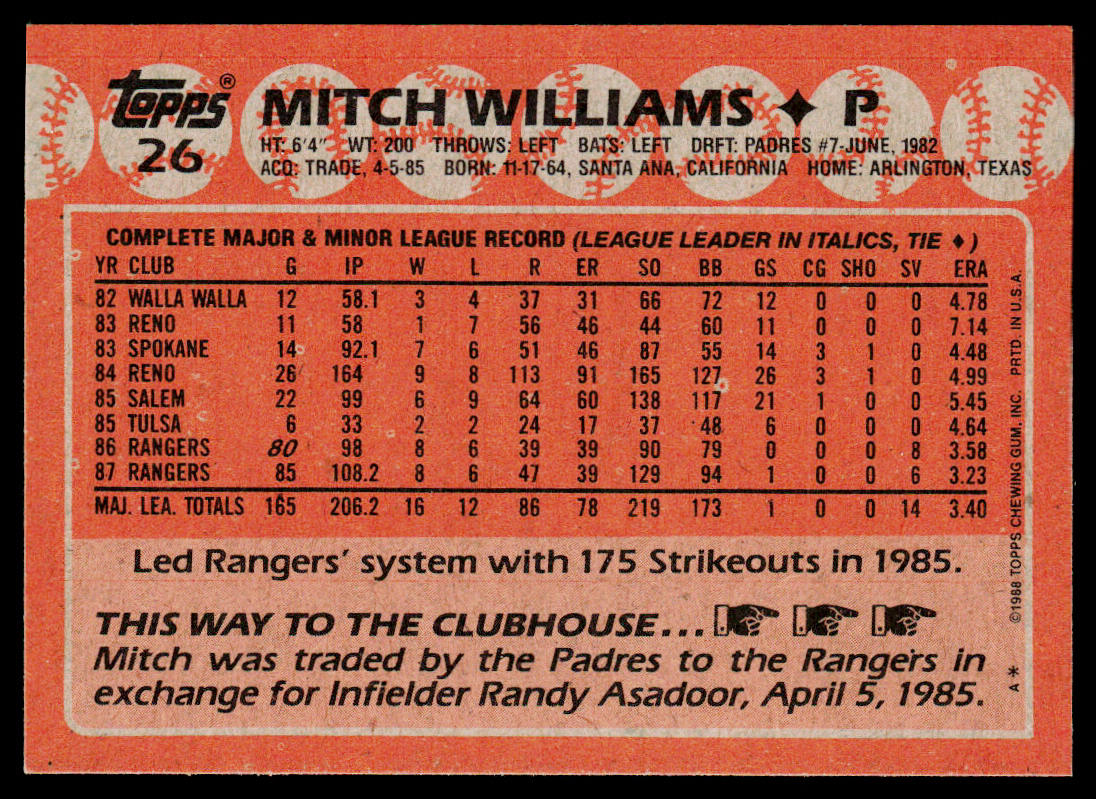 topps®
26
MITCH WILLIAMS ♦ P
HT: 6'4" WT: 200 THROWS: LEFT BATS: LEFT DRFT: PADRES #7-JUNE, 1982
ACQ: TRADE, 4-5-85 BORN: 11-17-64, SANTA ANA, CALIFORNIA HOME: ARLINGTON, TEXAS
COMPLETE MAJOR & MINOR LEAGUE RECORD (LEAGUE LEADER IN ITALICS, TIE ♦)
YR CLUB G IP W L R ER SO BB GS CG SHO SV ERA
82 WALLA WALLA 12 58.1 3 4 37 31 66 72 12 0 0 0 4.78
83 RENO 11 58 1 7 56 46 44 60 11 0 0 0 7.14
83 SPOKANE 14 92.1 7 6 51 46 87 55 14 3 1 0 4.48
84 RENO 26 164 9 8 113 91 165 127 26 3 1 0 4.99
85 SALEM 22 99 6 9 64 60 138 117 21 1 0 0 5.45
85 TULSA 6 33 2 2 24 17 37 48 6 0 0 0 4.64
86 RANGERS 80 98 8 6 39 39 90 79 0 0 0 8 3.58
87 RANGERS 85 108.2 8 6 47 39 129 94 1 0 0 6 3.23
MAJ. LEA. TOTALS 165 206.2 16 12 86 78 219 173 1 0 0 14 3.40
Led Rangers' system with 175 Strikeouts in 1985.
THIS WAY TO THE CLUBHOUSE...
Mitch was traded by the Padres to the Rangers in
exchange for Infielder Randy Asadoor, April 5, 1985.
A* ©1988 TOPPS CHEWING GUM, INC. PRTD. IN U.S.A.